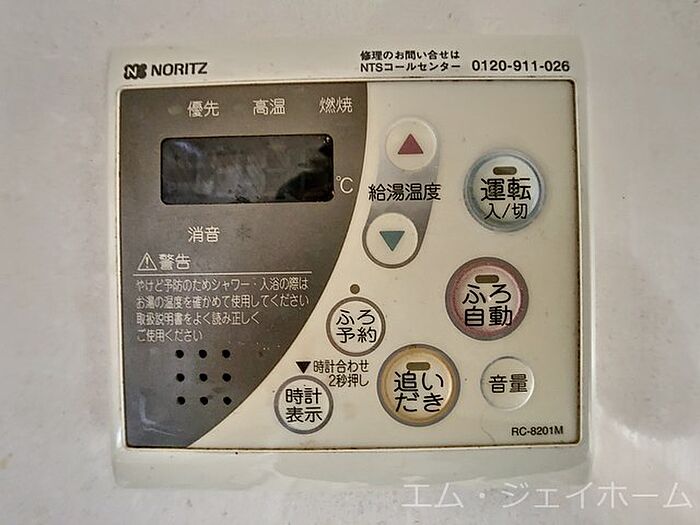 NORITZ
修理のお問い合せは
NTSコールセンター 0120-911-026
優先 高温 燃焼
℃
給湯温度
運転
入/切
消音
警告
やけど予防のためシャワー・入浴の際は
お湯の温度を確かめて使用してください
取扱説明書をよく読み正しく
ご使用ください
ふろ
自動
ふろ
予約
▼時計合わせ
2秒押し
時計
表示
追い
だき
音量
RC-8201M
エム・ジェイホーム